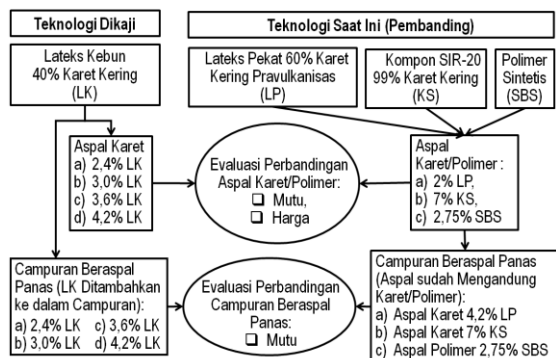 Teknologi Dikaji
Teknologi Saat Ini (Pembanding)
Lateks Kebun
40% Karet Kering
(LK)
Lateks Pekat 60% Karet
Kering Pravulkanisas
(LP)
Kompon SIR-20
99% Karet Kering
(KS)
Polimer
Sintetis
(SBS)
Aspal Karet
a) 2,4% LK
b) 3,0% LK
c) 3,6% LK
d) 4,2% LK
Evaluasi Perbandingan
Aspal Karet/Polimer:
❑ Mutu,
❑ Harga
Aspal
Karet/Polimer :
a) 2% LP,
b) 7% KS,
c) 2,75% SBS
Campuran Beraspal
Panas (LK Ditambahkan
ke dalam Campuran):
a) 2,4% LK c) 3,6% LK
b) 3,0% LK d) 4,2% LK
Evaluasi Perbandingan
Campuran Beraspal
Panas:
❑ Mutu
Campuran Beraspal Panas
(Aspal sudah Mengandung
Karet/Polimer):
a) Aspal Karet 4,2% LP
b) Aspal Karet 7% KS
c) Aspal Polimer 2,75% SBS